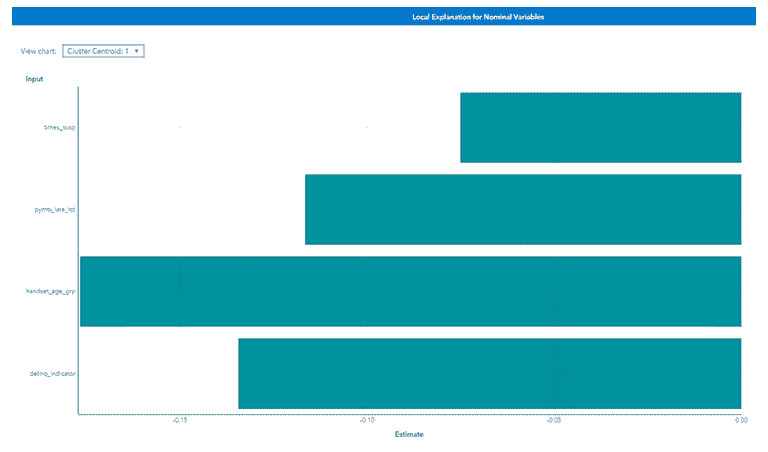 Local Explanation for Nominal Variables
View chart: Cluster Centroid: 1
Input
times_susp
pymts_late_ltd
handset_age_grp
delinq_indicator
-0.15 -0.10 -0.05 0.00
Estimate